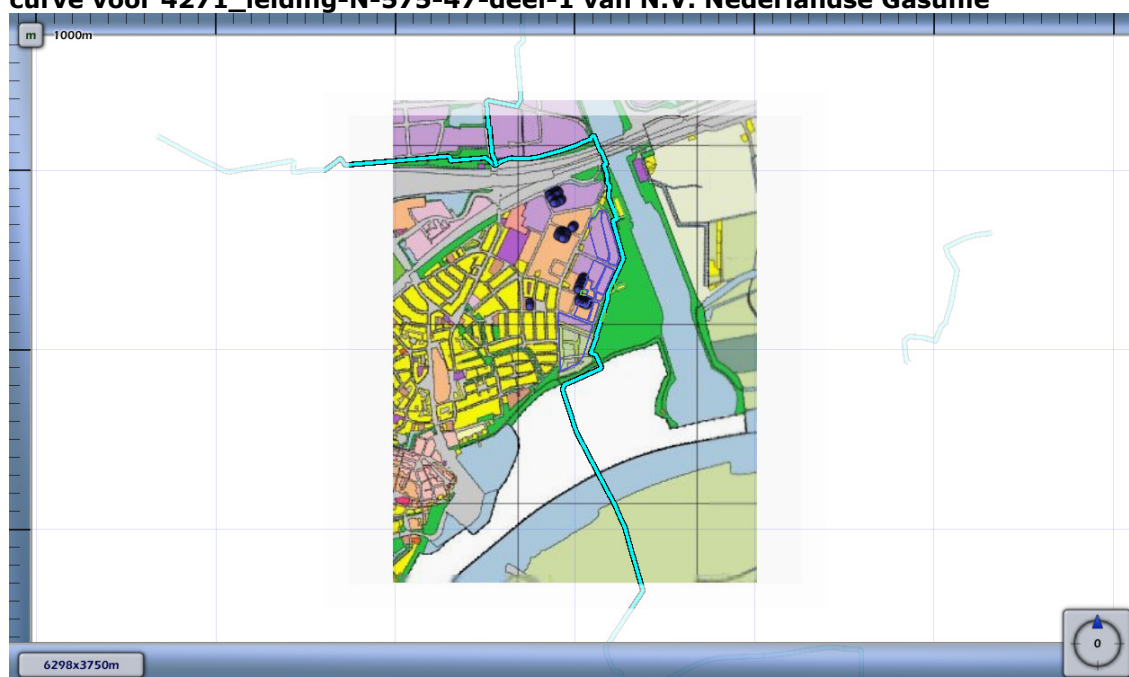 curve voor 4271_leiding-N-575-47-deel-1 van N.V. Nederlandse Gasunie
m 1000m
0
6298x3750m